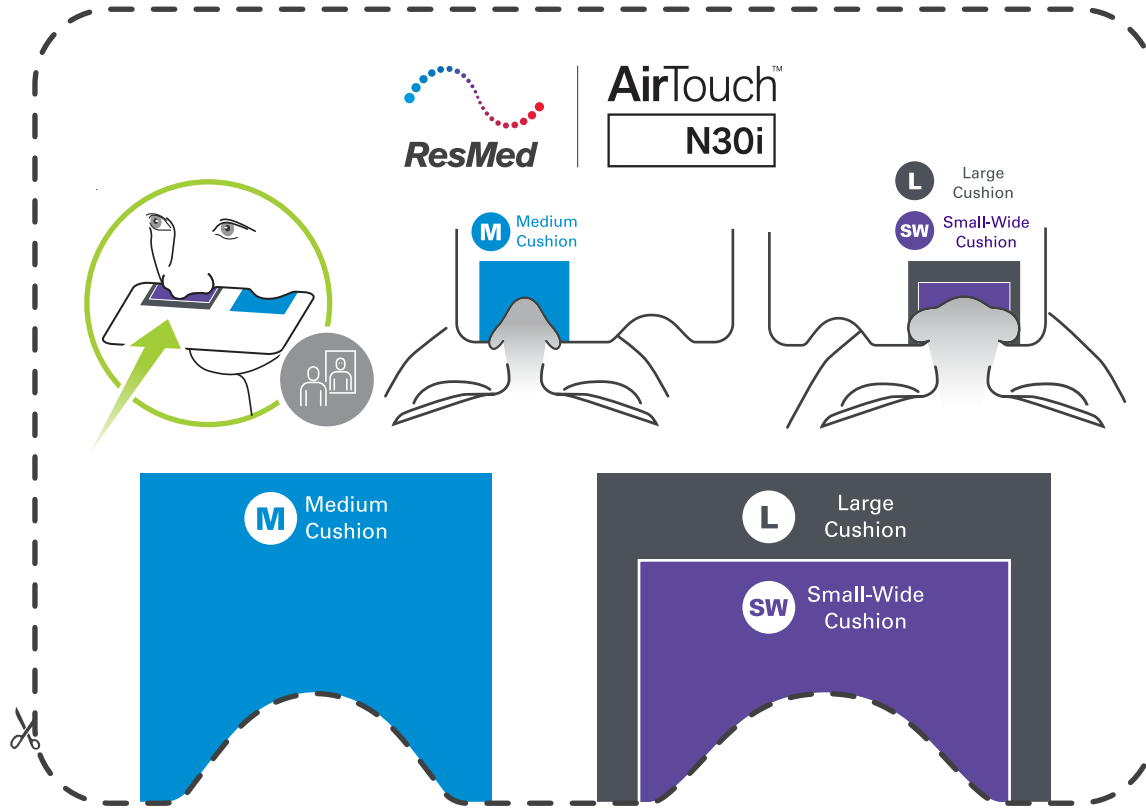 ResMed
AirTouch™
N30i
M
Medium
Cushion
L
Large
Cushion
SW
Small-Wide
Cushion
M
Medium
Cushion
L
Large
Cushion
SW
Small-Wide
Cushion